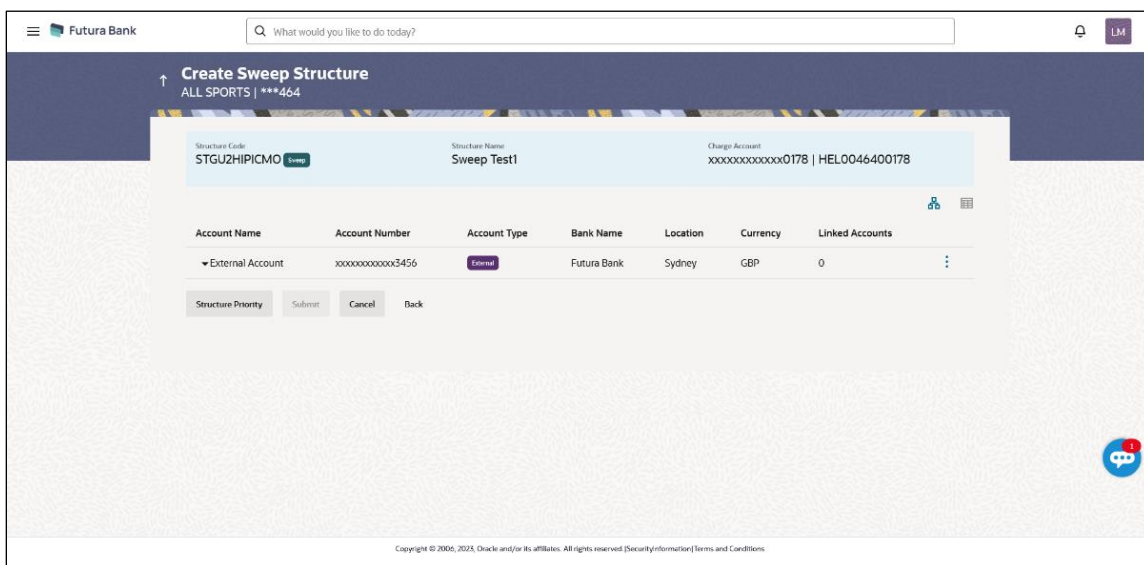 Futura Bank
What would you like to do today?
LM
Create Sweep Structure
ALL SPORTS | ***464
Structure Code Structure Name Charge Account
STGU2HIPICMO Sweep Sweep Test1 xxxxxxxxxxxx0178 | HEL0046400178
Account Name Account Number Account Type Bank Name Location Currency Linked Accounts
External Account xxxxxxxxxxxx3456 External Futura Bank Sydney GBP 0
Structure Priority Submit Cancel Back
1
Copyright © 2006, 2023, Oracle and/or its affiliates. All rights reserved.|SecurityInformation|Terms and Conditions